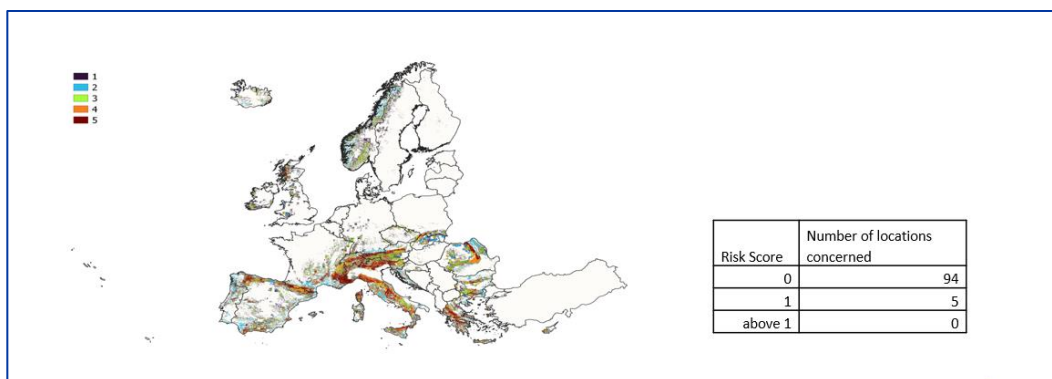 1
2
3
4
5
Number of locations
Risk Score concerned
0 94
1 5
above 1 0